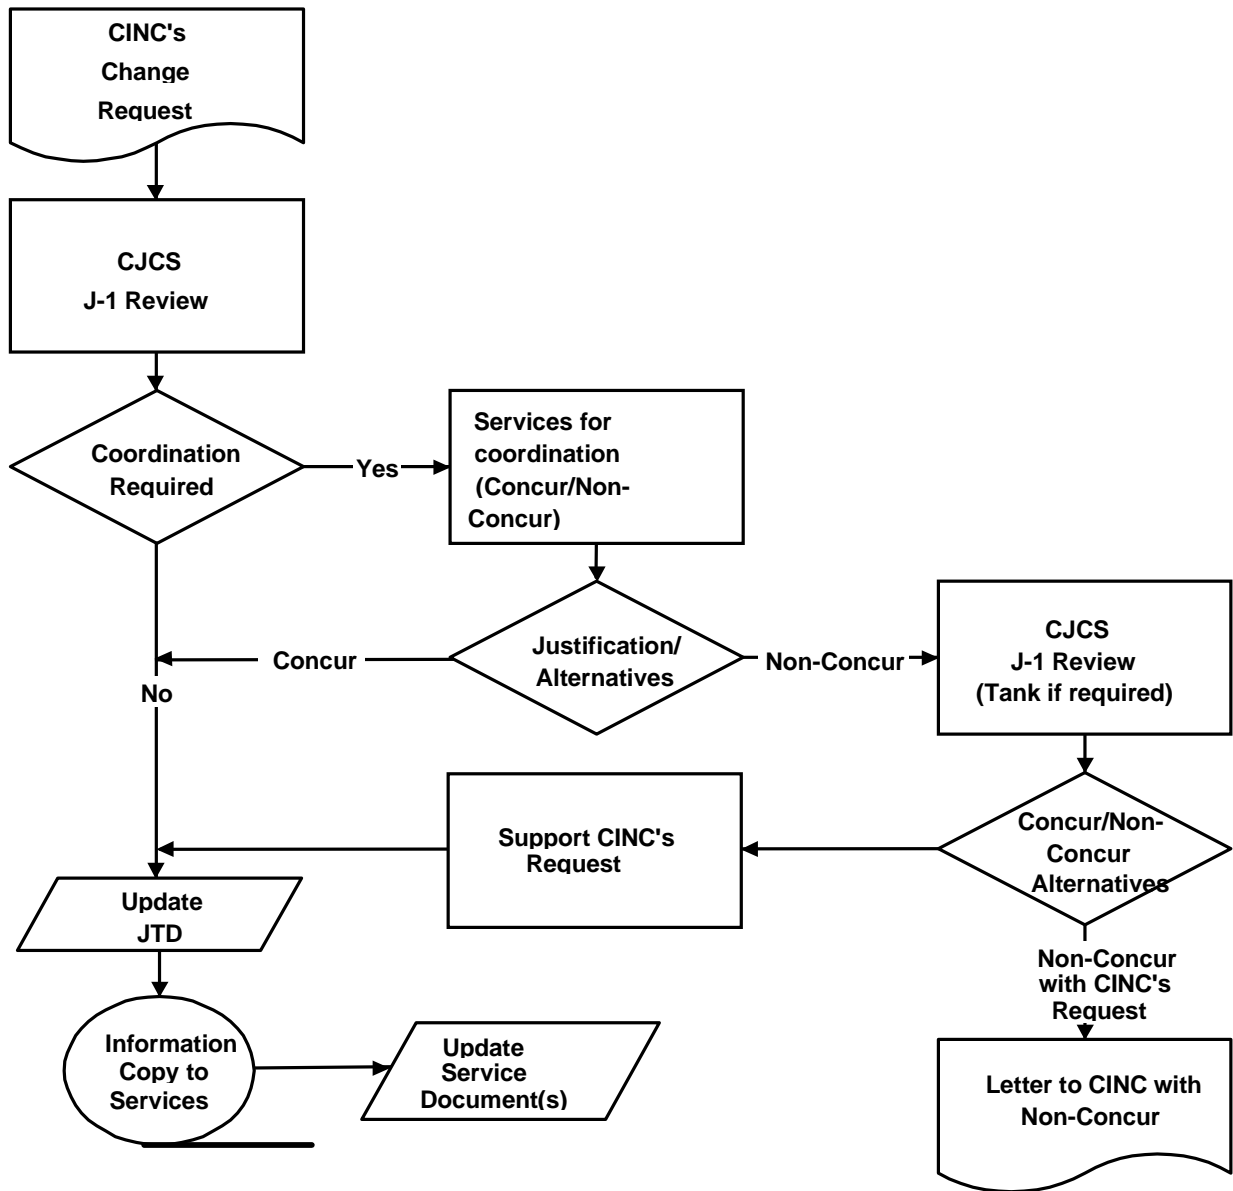 CINC's
Change
Request
CJCS
J-1 Review
Coordination
Required
Yes
Services for
coordination
(Concur/Non-
Concur)
Justification/
Alternatives
Concur
Non-Concur
No
CJCS
J-1 Review
(Tank if required)
Concur/Non-
Concur
Alternatives
Support CINC's
Request
Non-Concur
with CINC's
Request
Letter to CINC with
Non-Concur
Update
JTD
Information
Copy to
Services
Update
Service
Document(s)